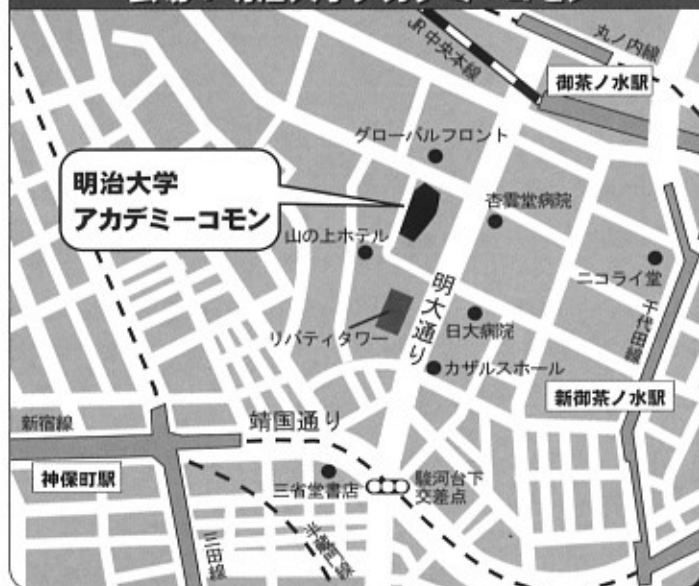 丸ノ内線
JR中央本線
御茶ノ水駅
グローバルフロント
明治大学
アカデミーコモン
杏雲堂病院
山の上ホテル
ニコライ堂
明大通り
千代田線
日大病院
リバティタワー
カザルスホール
新御茶ノ水駅
新宿線
靖国通り
神保町駅
三省堂書店
駿河台下
交差点
三田線
半蔵門線